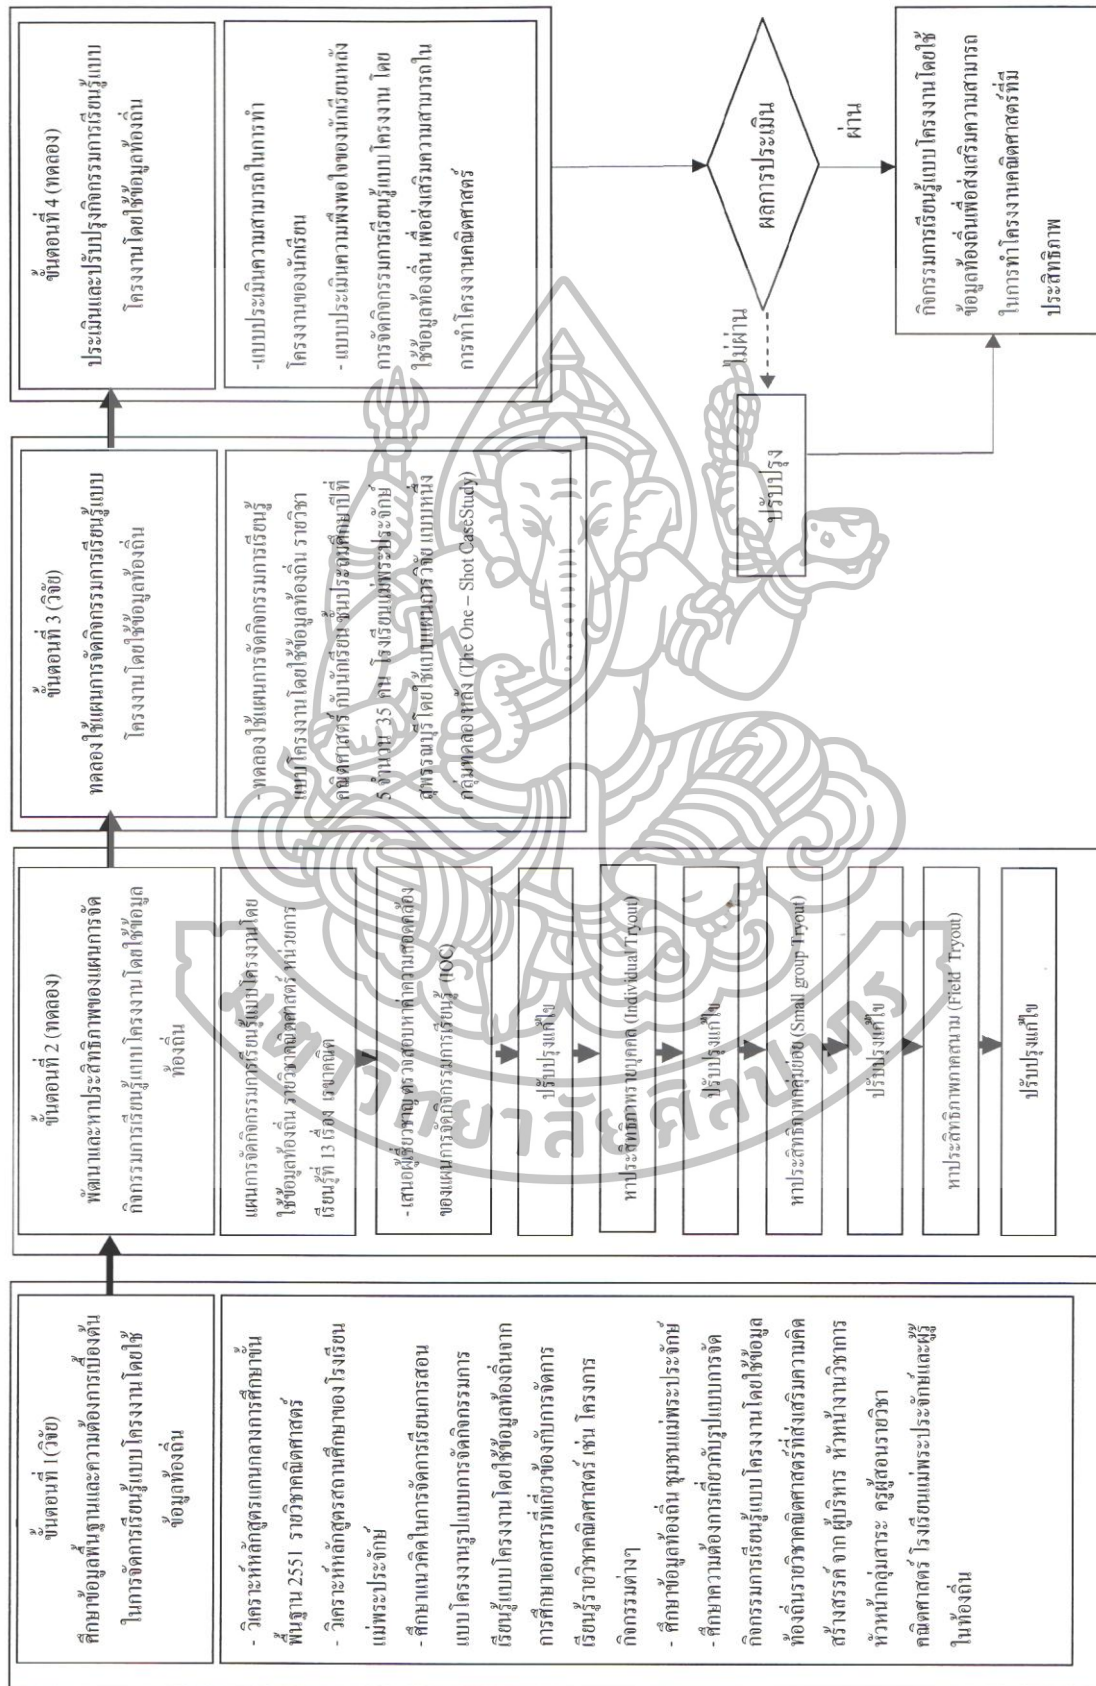 ขั้นตอนที่ 1(วิจัย)
ศึกษาข้อมูลพื้นฐานและความต้องการเบื้องต้น
ในการจัดการเรียนรู้แบบโครงงานโดยใช้
ข้อมูลท้องถิ่น
- วิเคราะห์หลักสูตรแกนกลางการศึกษาขั้น
พื้นฐาน 2551 รายวิชาคณิตศาสตร์
- วิเคราะห์หลักสูตรสถานศึกษาของโรงเรียน
แม่พระประจักษ์
- ศึกษาแนวคิดในการจัดการเรียนการสอน
แบบโครงงานรูปแบบการจัดกิจกรรมการ
เรียนรู้แบบโครงงานโดยใช้ข้อมูลท้องถิ่นจาก
การศึกษาเอกสารที่เกี่ยวข้องกับการจัดการ
เรียนรู้รายวิชาคณิตศาสตร์ เช่น โครงการ
กิจกรรมต่างๆ
- ศึกษาข้อมูลท้องถิ่น ชุมชนแม่พระประจักษ์
- ศึกษาความต้องการเกี่ยวกับรูปแบบการจัด
กิจกรรมการเรียนรู้แบบโครงงานโดยใช้ข้อมูล
ท้องถิ่นรายวิชาคณิตศาสตร์ที่ส่งเสริมความคิด
สร้างสรรค์ จาก ผู้บริหาร หัวหน้างานวิชาการ
หัวหน้ากลุ่มสาระ ครูผู้สอนรายวิชา
คณิตศาสตร์ โรงเรียนแม่พระประจักษ์และผู้รู้
ในท้องถิ่น
ขั้นตอนที่ 2 (ทดลอง)
พัฒนาและหาประสิทธิภาพของแผนการจัด
กิจกรรมการเรียนรู้แบบโครงงานโดยใช้ข้อมูล
ท้องถิ่น
แผนการจัดกิจกรรมการเรียนรู้แบบโครงงานโดย
ใช้ข้อมูลท้องถิ่น รายวิชาคณิตศาสตร์ หน่วยการ
เรียนรู้ที่ 13 เรื่อง เรขาคณิต
- เสนอผู้เชี่ยวชาญ ตรวจสอบหาค่าความสอดคล้อง
ของแผนการจัดกิจกรรมการเรียนรู้ (IOC)
ปรับปรุงแก้ไข
หาประสิทธิภาพรายบุคคล (Individual Tryout)
ปรับปรุงแก้ไข
หาประสิทธิภาพกลุ่มย่อย (Small group Tryout)
ปรับปรุงแก้ไข
หาประสิทธิภาพภาคสนาม (Field Tryout)
ปรับปรุงแก้ไข
ขั้นตอนที่ 3 (วิจัย)
ทดลองใช้แผนการจัดกิจกรรมการเรียนรู้แบบ
โครงงานโดยใช้ข้อมูลท้องถิ่น
- ทดลองใช้แผนการจัดกิจกรรมการเรียนรู้
แบบโครงงานโดยใช้ข้อมูลท้องถิ่น รายวิชา
คณิตศาสตร์ กับนักเรียน ชั้นประถมศึกษาปีที่
5 จำนวน 35 คน โรงเรียนแม่พระประจักษ์
สุพรรณบุรีโดยใช้แบบแผนการวิจัย แบบหนึ่ง
กลุ่มทดลองหลัง (The One – Shot CaseStudy)
ขั้นตอนที่ 4 (ทดลอง)
ประเมินและปรับปรุงกิจกรรมการเรียนรู้แบบ
โครงงานโดยใช้ข้อมูลท้องถิ่น
-แบบประเมินความสามารถในการทำ
โครงงานของนักเรียน
- แบบประเมินความพึงพอใจของนักเรียนหลัง
การจัดกิจกรรมการเรียนรู้แบบโครงงาน โดย
ใช้ข้อมูลท้องถิ่น เพื่อส่งเสริมความสามารถใน
การทำโครงงานคณิตศาสตร์
ผลการประเมิน
ไม่ผ่าน
ผ่าน
ปรับปรุง
กิจกรรมการเรียนรู้แบบโครงงานโดยใช้
ข้อมูลท้องถิ่นเพื่อส่งเสริมความสามารถ
ในการทำโครงงานคณิตศาสตร์ที่มี
ประสิทธิภาพ
มหาวิทยาลัยศิลปากร